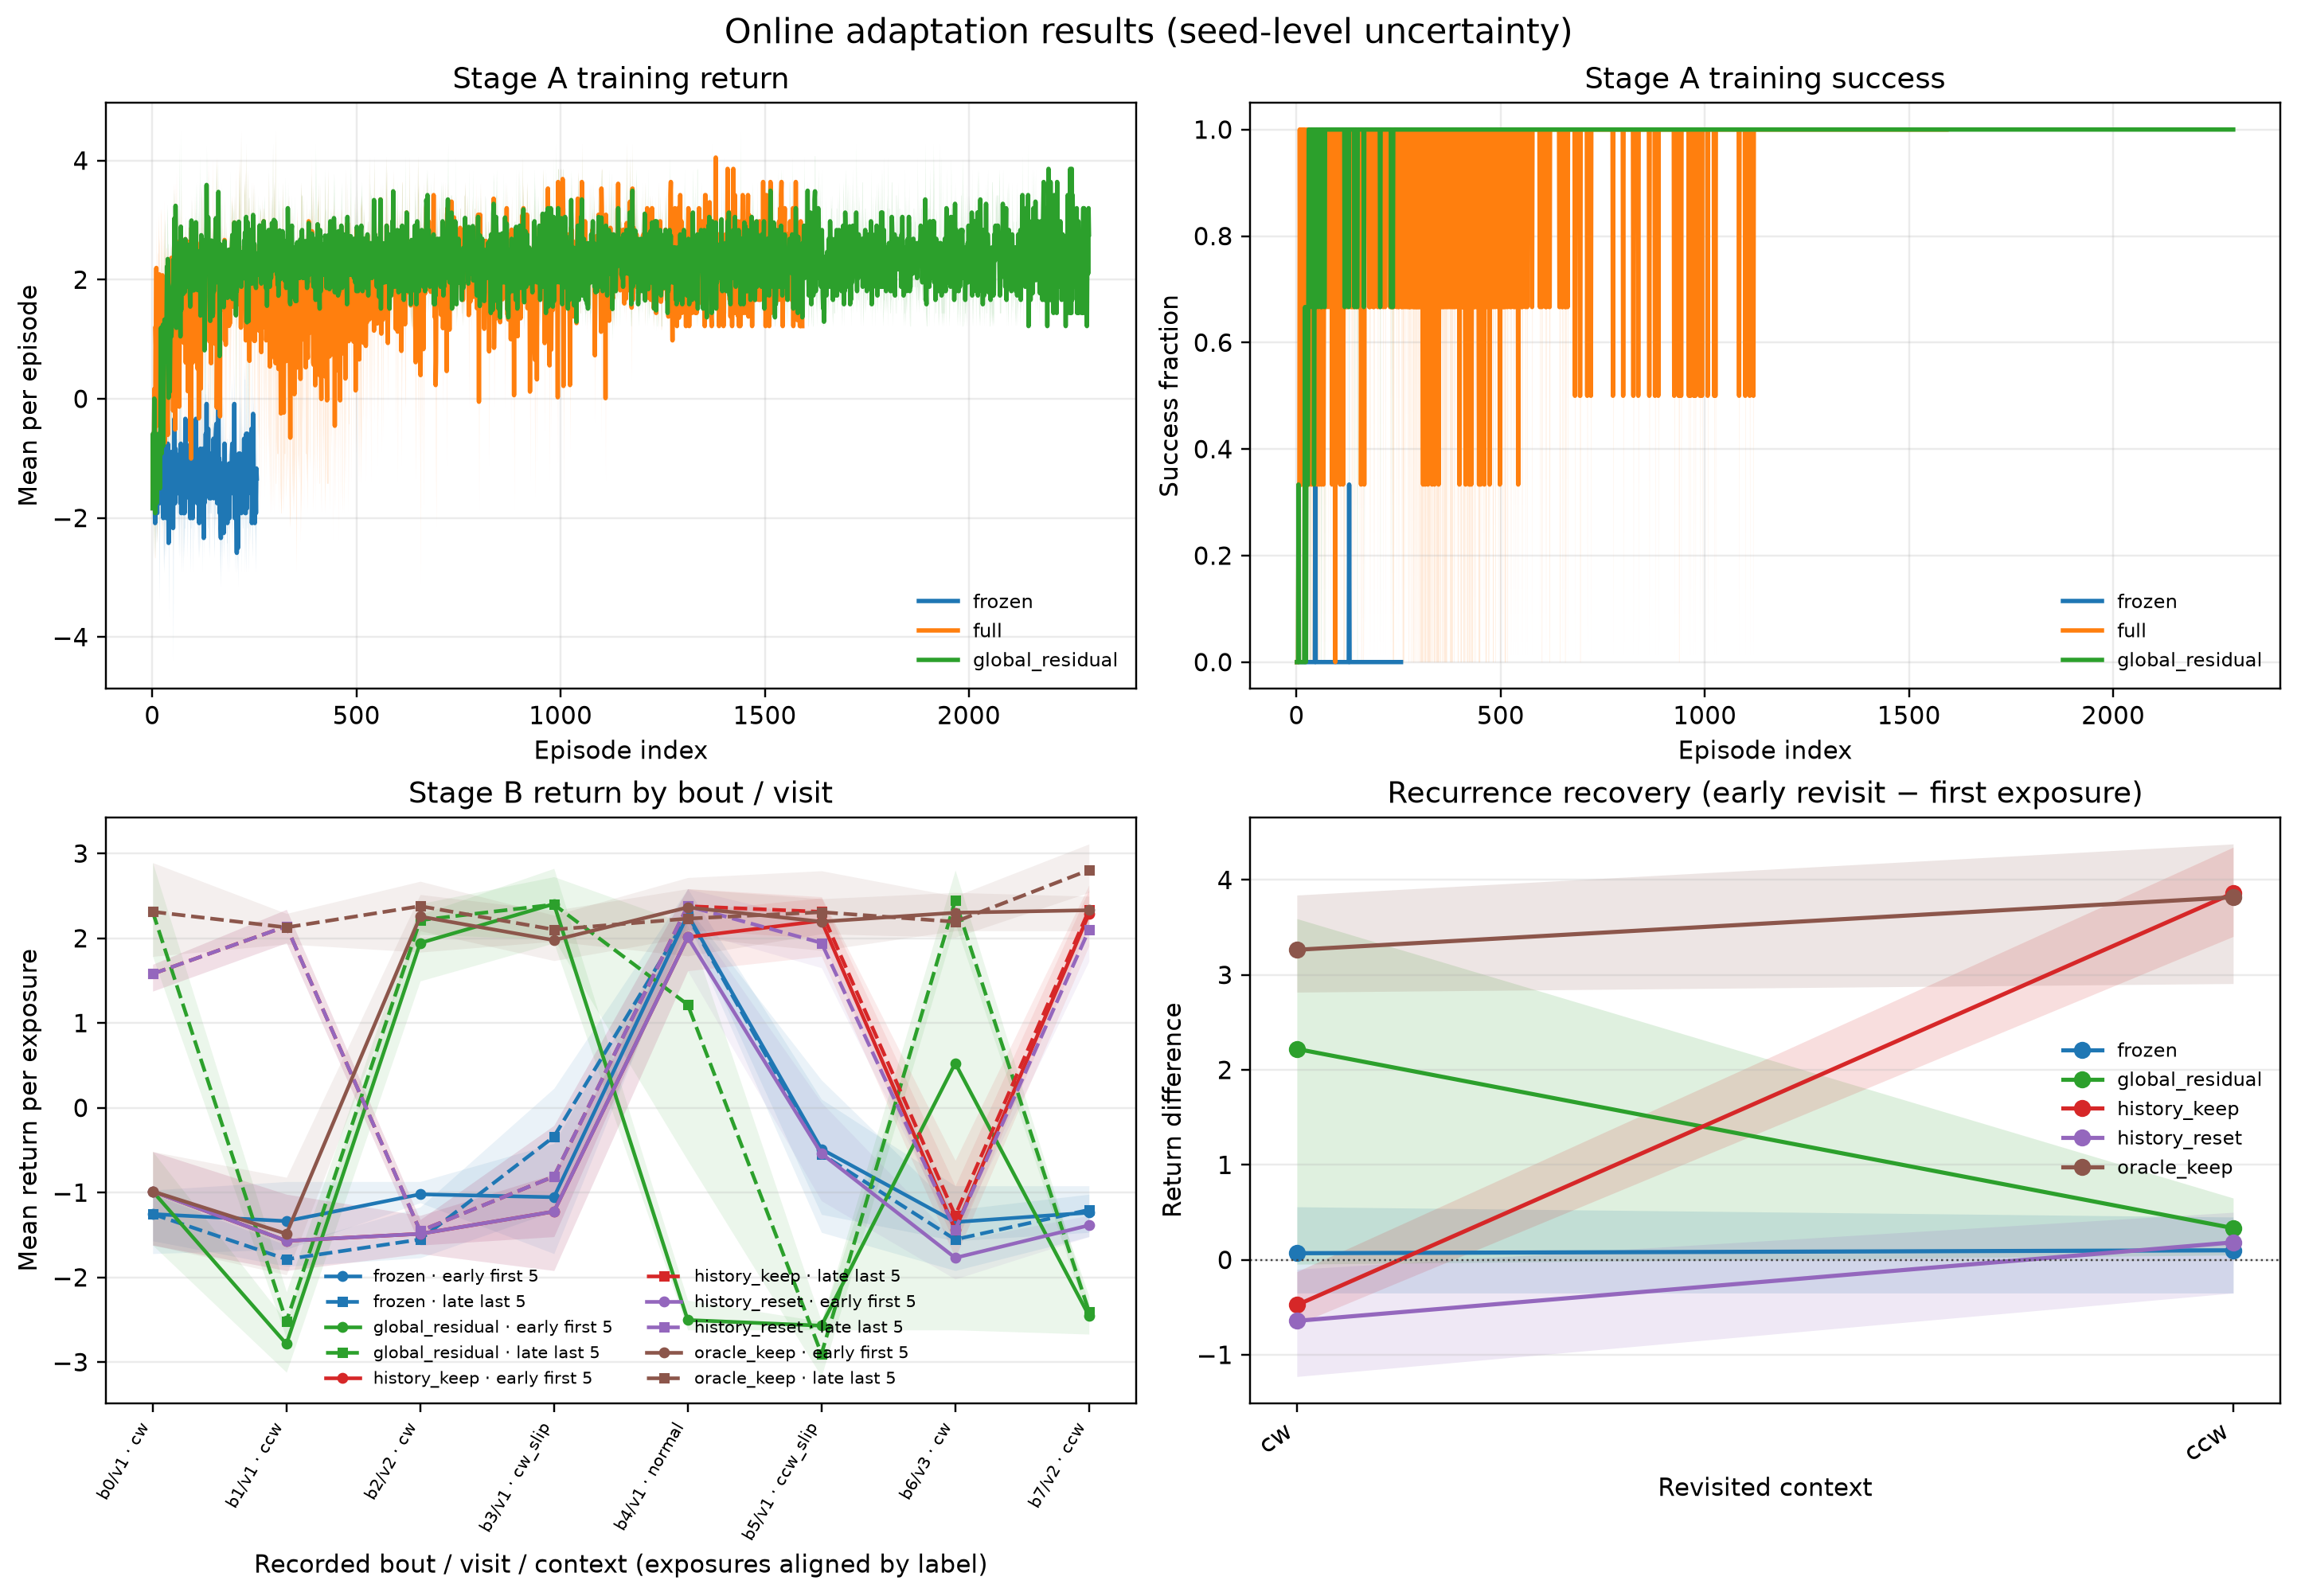 Online adaptation results (seed-level uncertainty)
Stage A training return
Mean per episode
4
2
0
−2
−4
0
500
1000
1500
2000
Episode index
frozen
full
global_residual
Stage A training success
Success fraction
1.0
0.8
0.6
0.4
0.2
0.0
0
500
1000
1500
2000
Episode index
frozen
full
global_residual
Stage B return by bout / visit
Mean return per exposure
3
2
1
0
−1
−2
−3
frozen · early first 5
frozen · late last 5
global_residual · early first 5
global_residual · late last 5
history_keep · early first 5
history_keep · late last 5
history_reset · early first 5
history_reset · late last 5
oracle_keep · early first 5
oracle_keep · late last 5
b0/v1 · cw
b1/v1 · ccw
b2/v2 · cw
b3/v1 · cw_slip
b4/v1 · normal
b5/v1 · ccw_slip
b6/v3 · cw
b7/v2 · ccw
Recorded bout / visit / context (exposures aligned by label)
Recurrence recovery (early revisit − first exposure)
Return difference
4
3
2
1
0
−1
frozen
global_residual
history_keep
history_reset
oracle_keep
cw
ccw
Revisited context